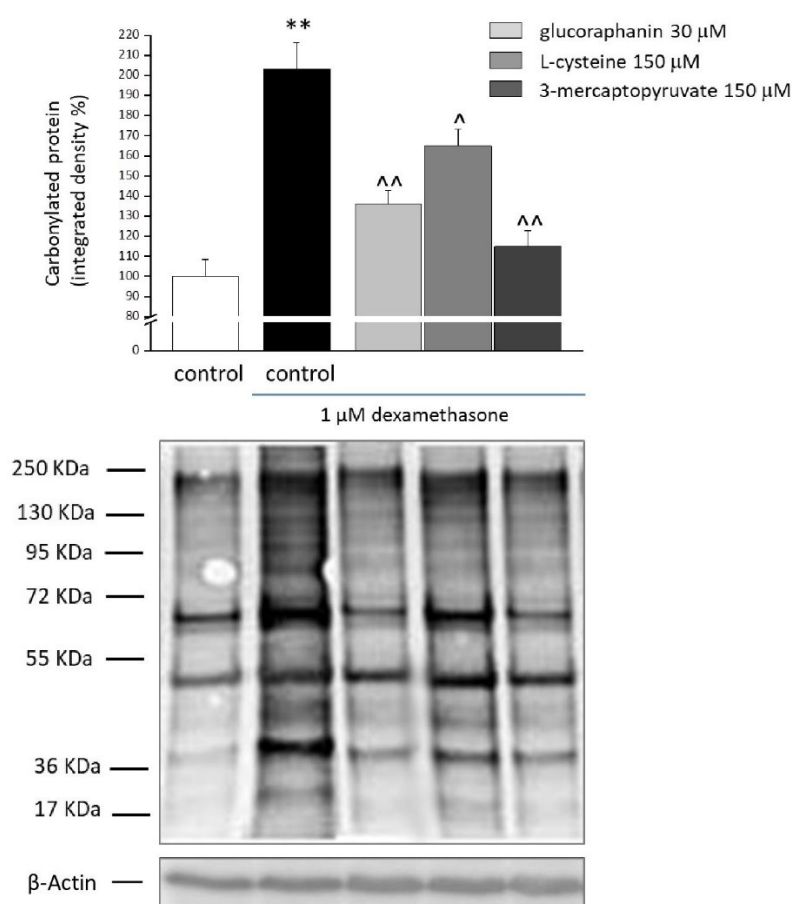 220
210
200
190
180
170
160
150
140
130
120
110
100
90
80
0
Carbonylated protein
(integrated density %)
**
^^
^
^^
glucoraphanin 30 µM
L-cysteine 150 µM
3-mercaptopyruvate 150 µM
control control
1 µM dexamethasone
250 KDa
130 KDa
95 KDa
72 KDa
55 KDa
36 KDa
17 KDa
β-Actin